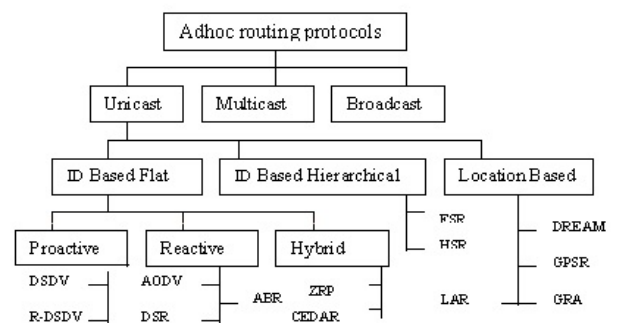 Adhoc routing protocols
Unicast
Multicast
Broadcast
ID Based Flat
ID Based Hierarchical
Location Based
FSR
HSR
DREAM
GPSR
LAR
GRA
Proactive
Reactive
Hybrid
DSDV
R-DSDV
AODV
ABR
DSR
ZRP
CEDAR